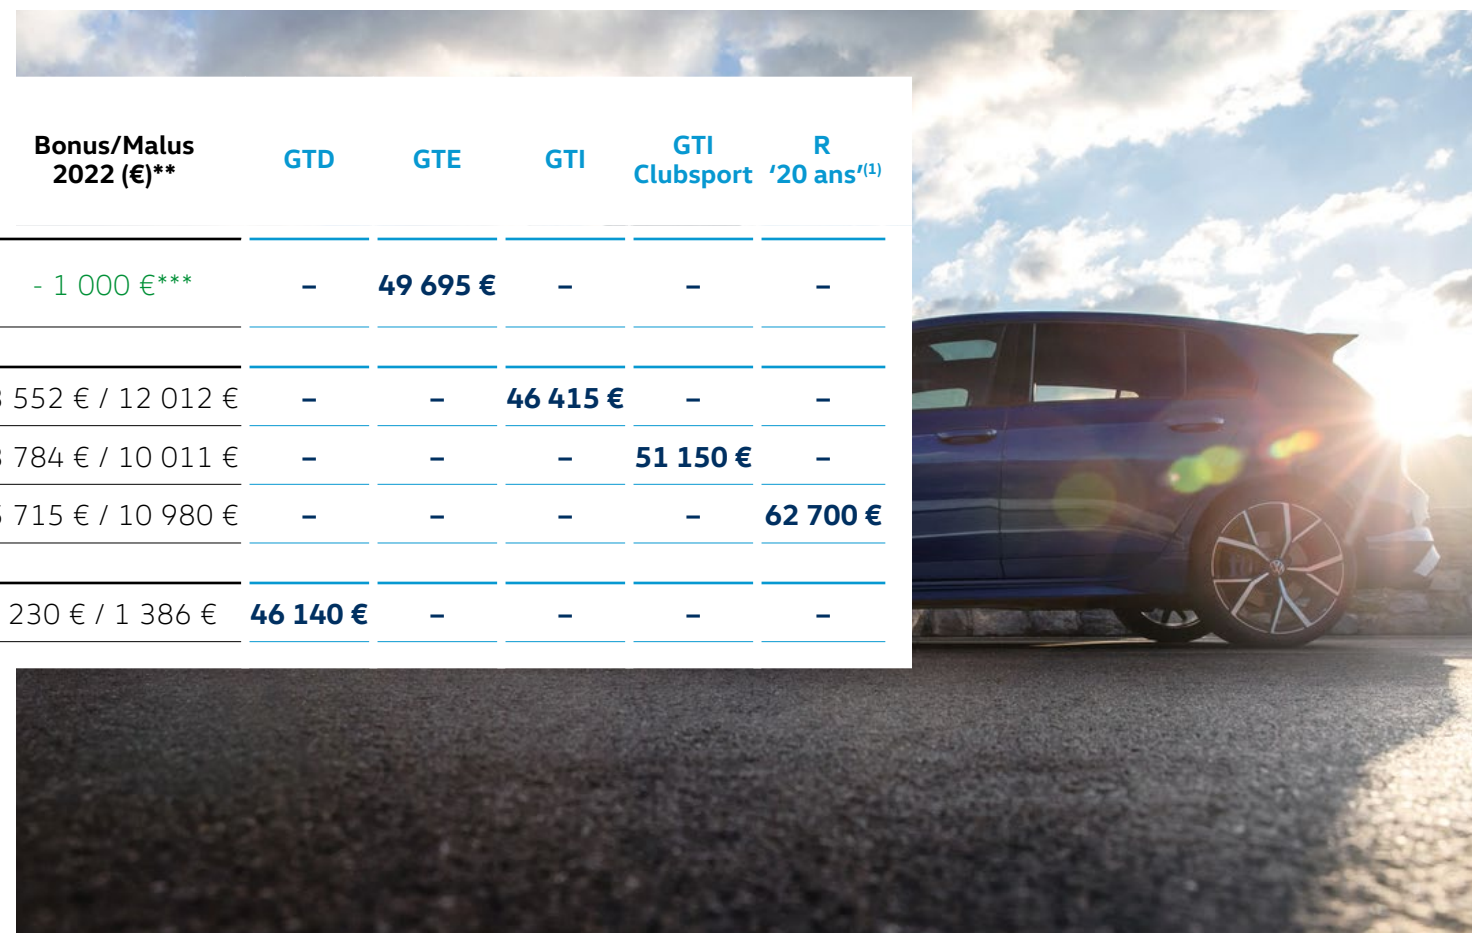 Bonus/Malus
2022 (€)**
GTD
GTE
GTI
GTI
Clubsport
R
‘20 ans’(1)
- 1 000 €*** – 49 695 € – – –
552 € / 12 012 € – – 46 415 € – –
784 € / 10 011 € – – – 51 150 € –
715 € / 10 980 € – – – – 62 700 €
230 € / 1 386 € 46 140 € – – – –